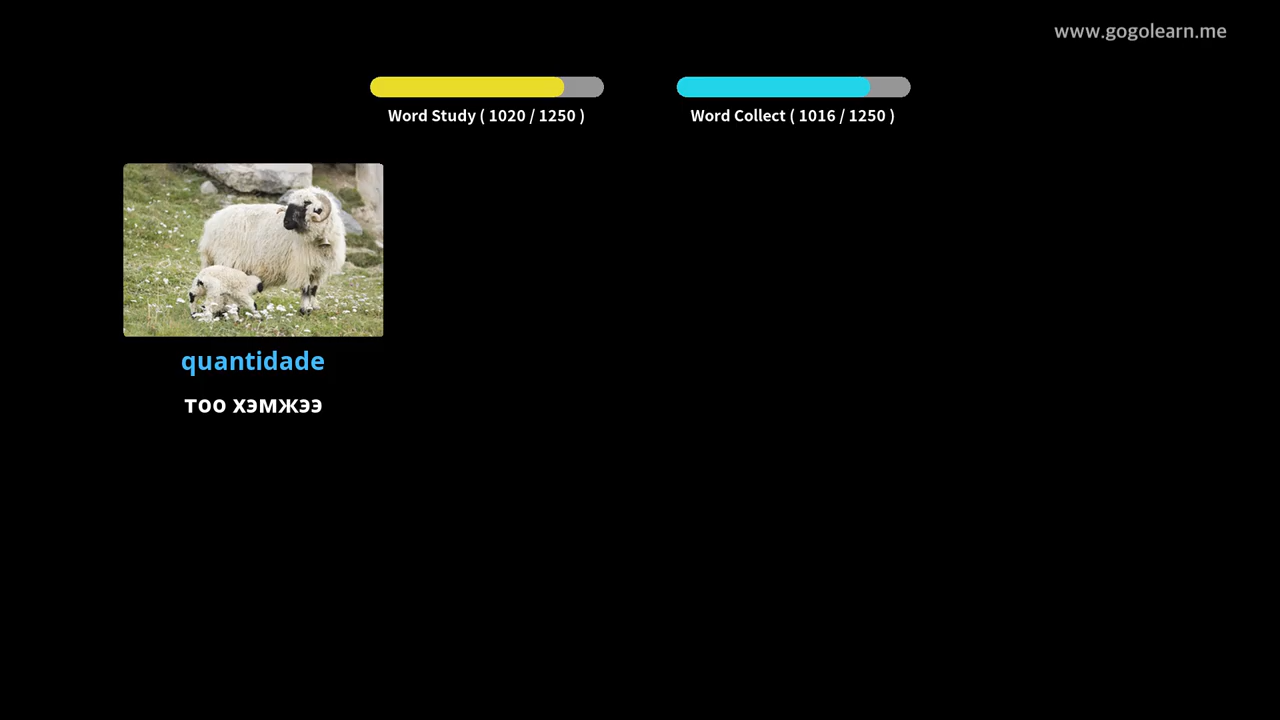 www.gogolearn.me
Word Study ( 1020 / 1250 )
Word Collect ( 1016 / 1250 )
quantidade
тоо хэмжээ